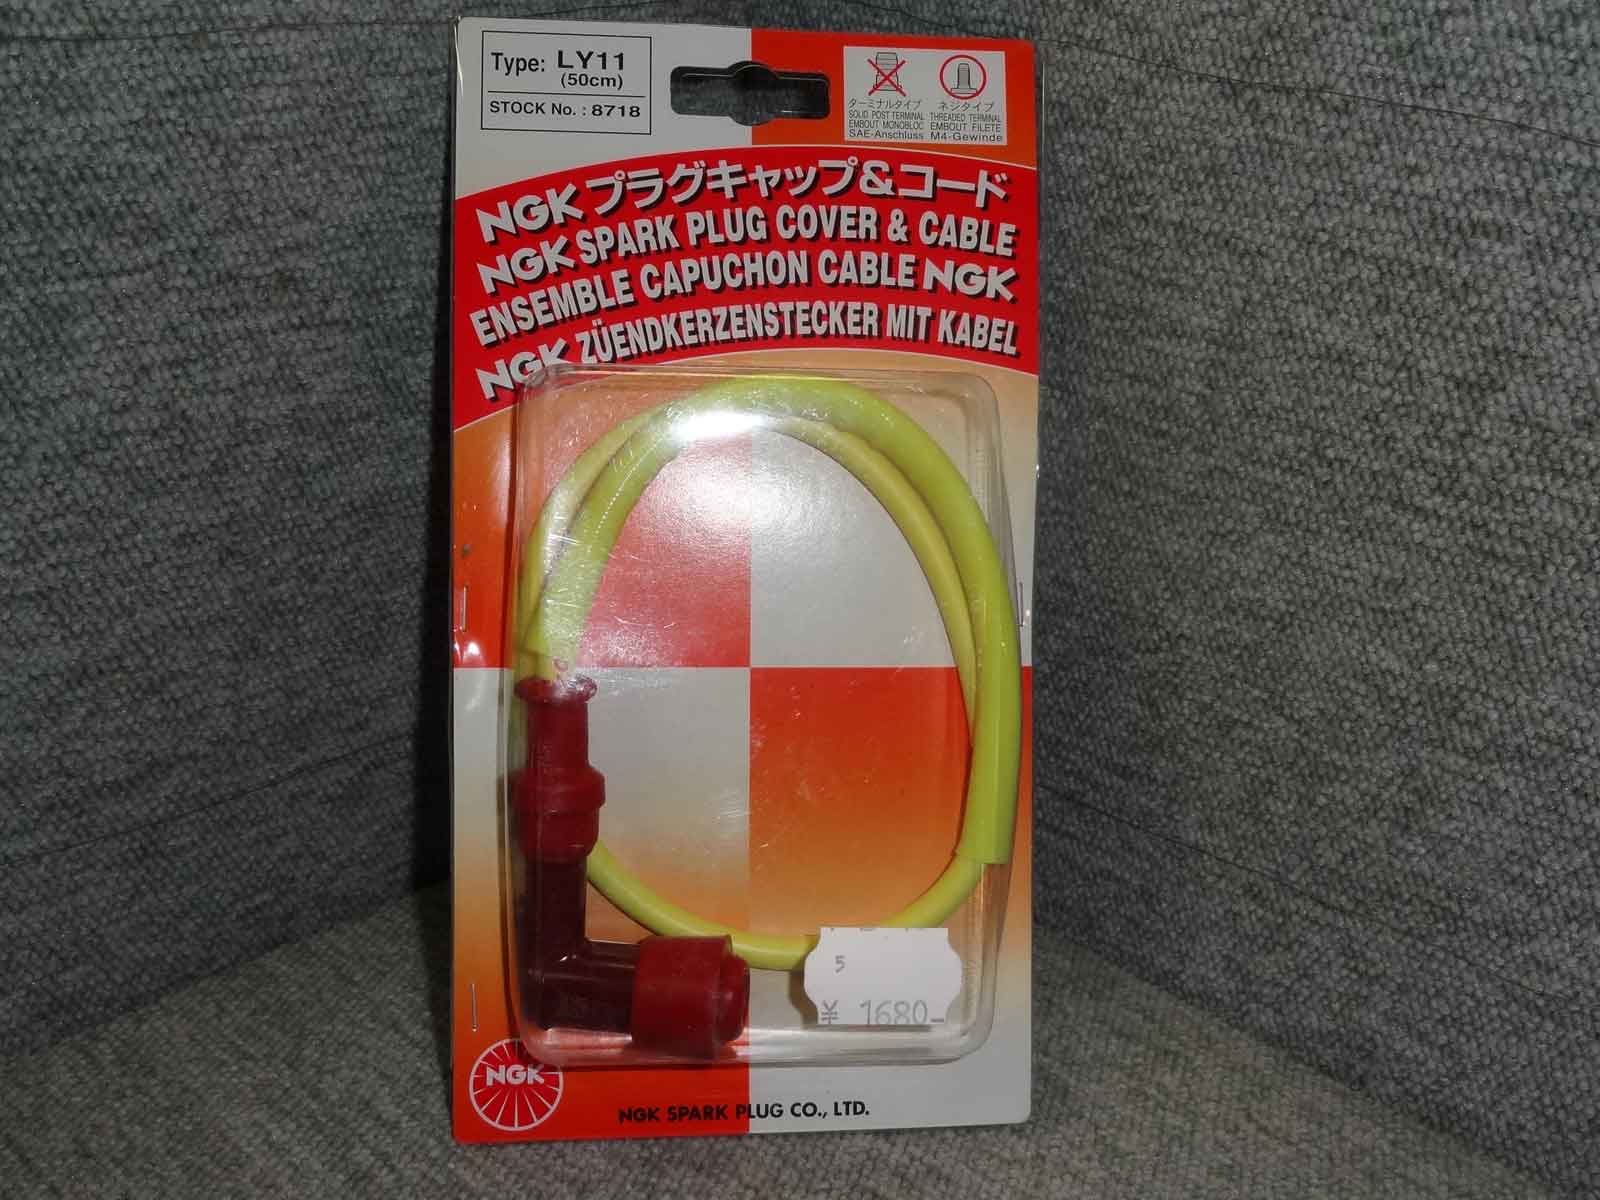 Type: LY11
(50cm)
STOCK No. : 8718
ターミナルタイプ
SOLID POST TERMINAL
EMBOUT MONOBLOC
SAE-Anschluss
ネジタイプ
THREADED TERMINAL
EMBOUT FILETE
M4-Gewinde
NGK プラグキャップ&コード
NGK SPARK PLUG COVER & CABLE
ENSEMBLE CAPUCHON CABLE NGK
NGK ZÜENDKERZENSTECKER MIT KABEL
5
¥ 1680-
NGK
NGK SPARK PLUG CO., LTD.